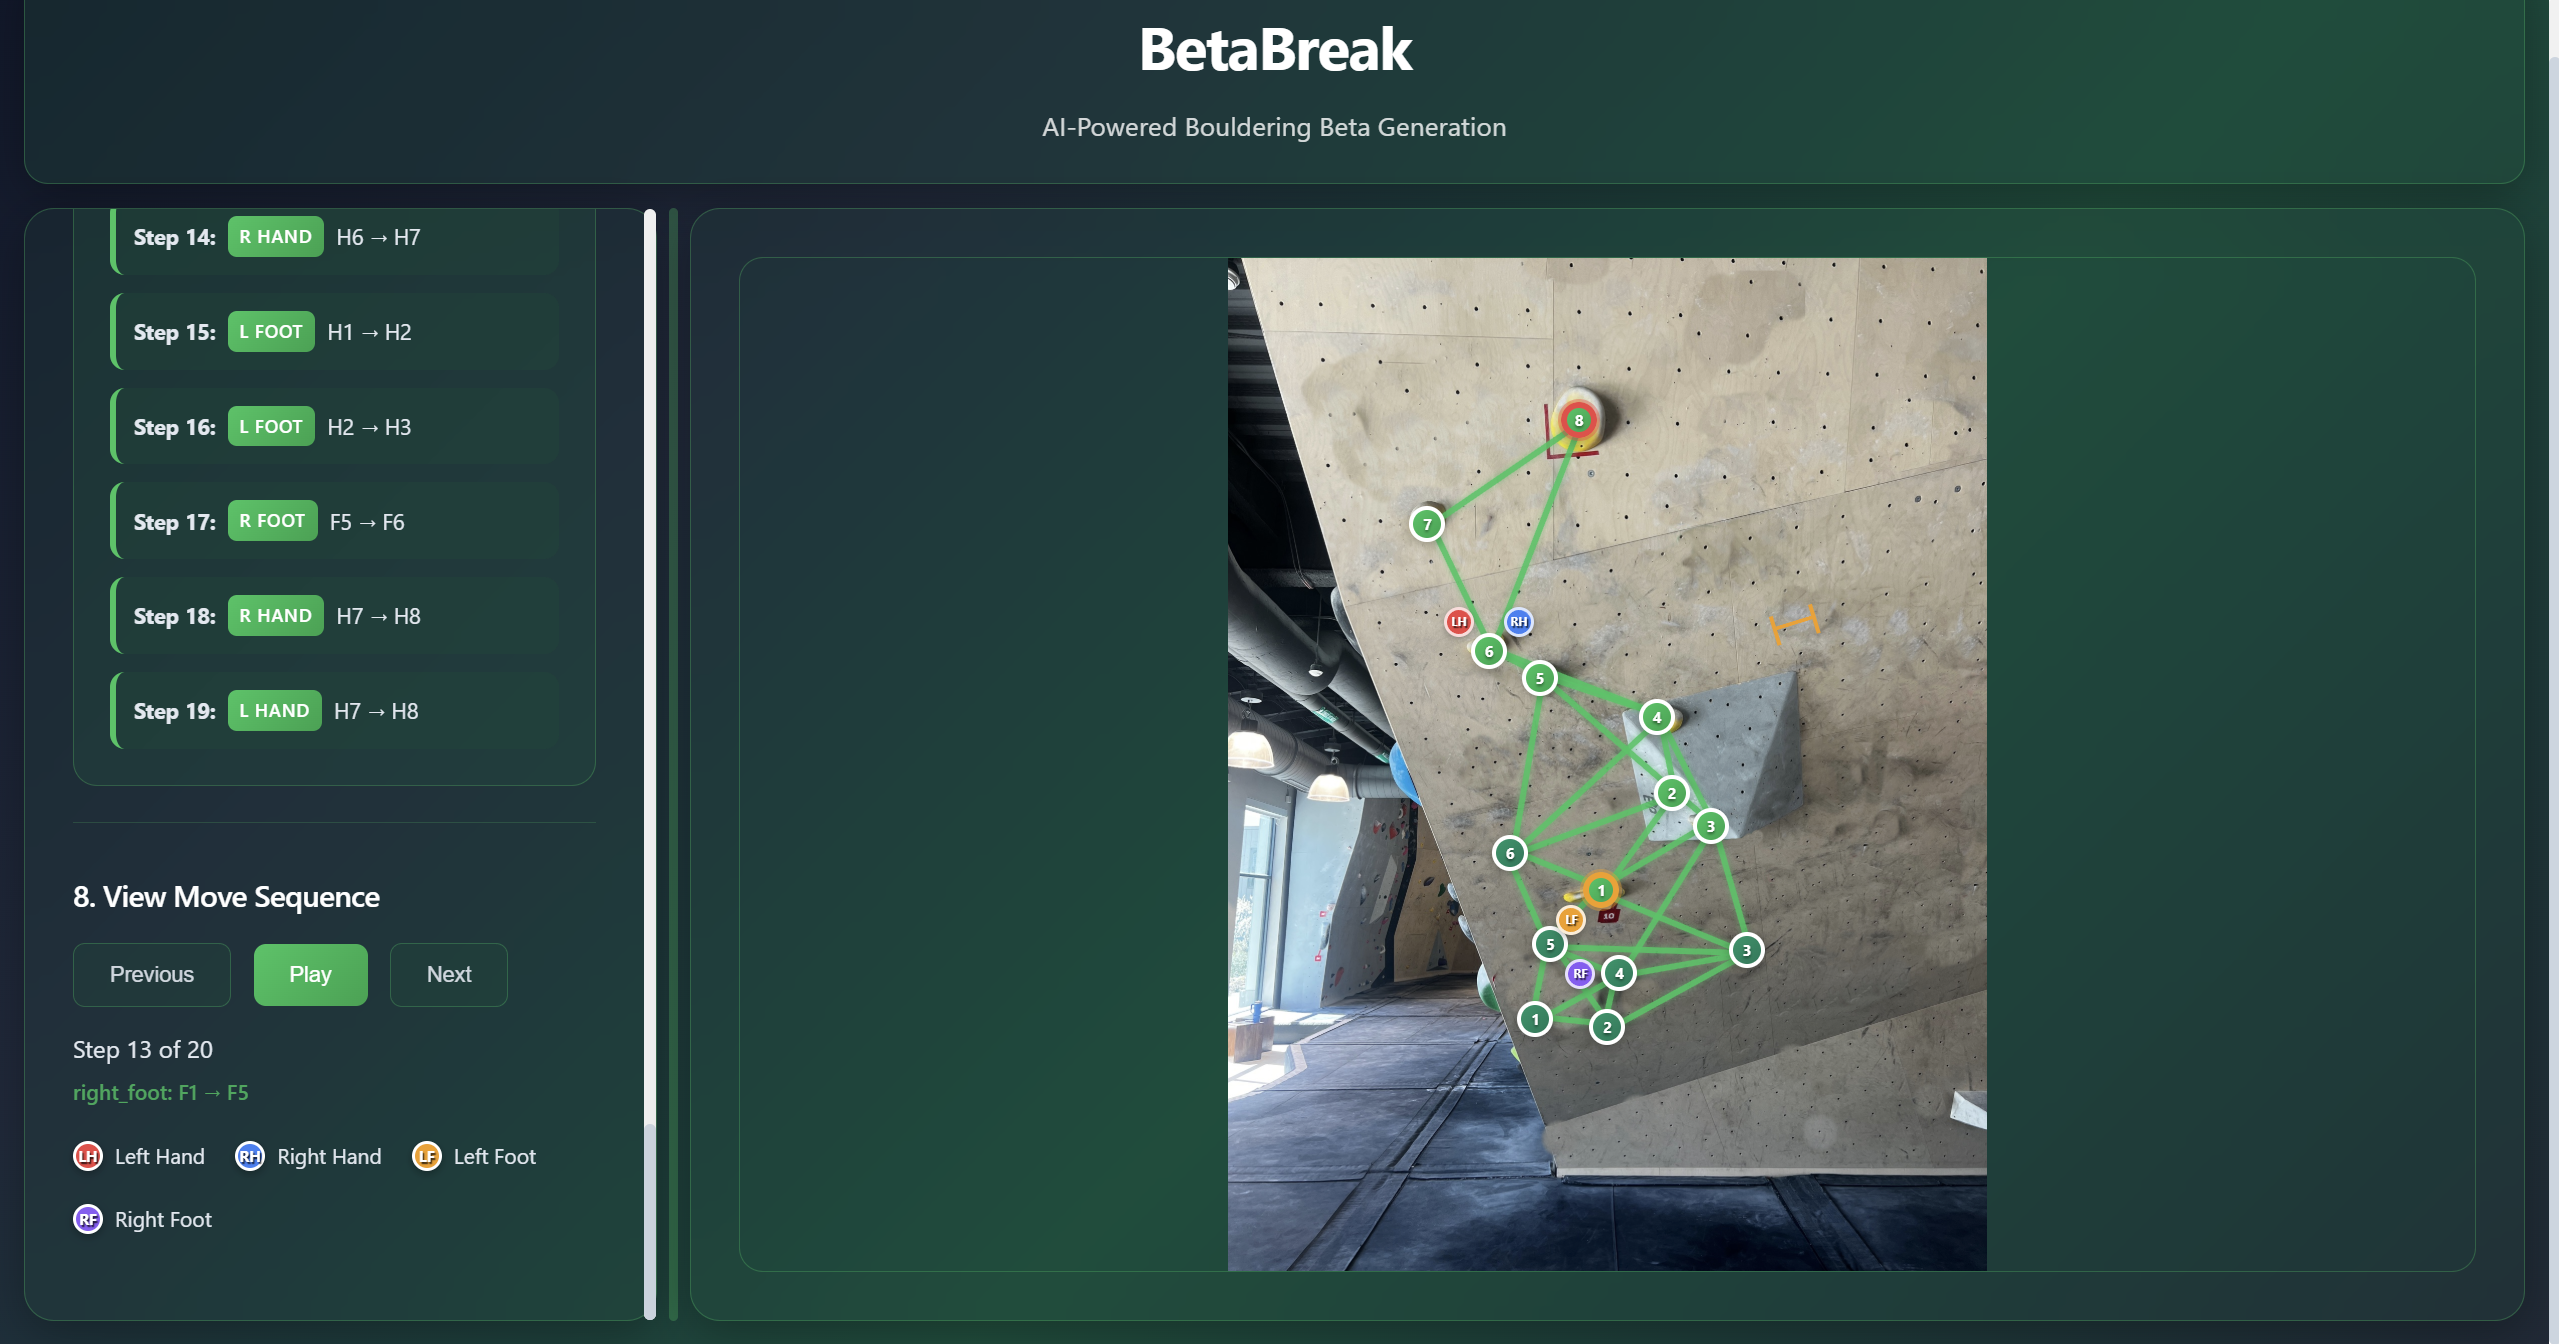 BetaBreak
AI-Powered Bouldering Beta Generation
Step 14: R HAND H6 → H7
Step 15: L FOOT H1 → H2
Step 16: L FOOT H2 → H3
Step 17: R FOOT F5 → F6
Step 18: R HAND H7 → H8
Step 19: L HAND H7 → H8
8. View Move Sequence
Previous Play Next
Step 13 of 20
right_foot: F1 → F5
LH Left Hand RH Right Hand LF Left Foot
RF Right Foot
8
7
LH RH
6
5
4
2
3
6
1
LF 10
5
3
RF 4
1
2